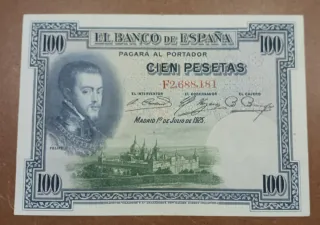 100 EL BANCO DE ESPAÑA 100
PAGARÁ AL PORTADOR
CIEN PESETAS
F2,688,181
EL INTERVENTOR EL GOBERNADOR EL CAJERO
MADRID 1º DE JULIO DE 1925.
100 100